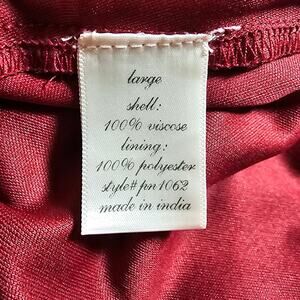 large
shell:
100% viscose
lining:
100% polyester
style# pn1062
made in india